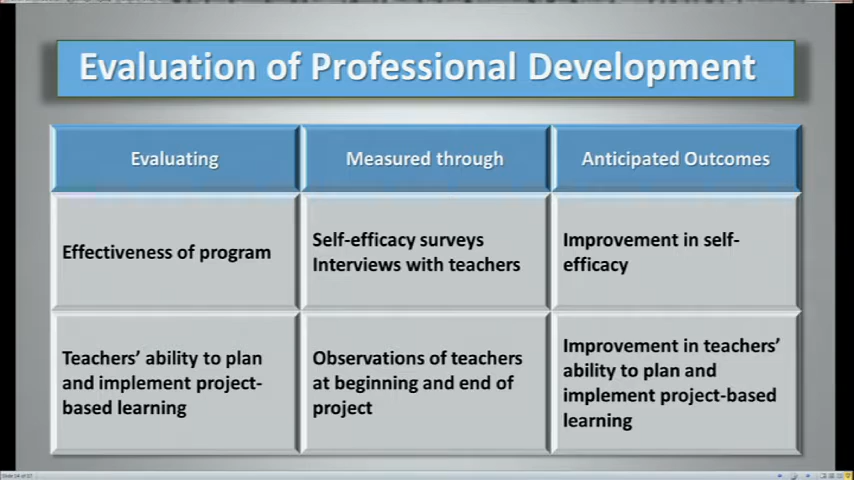 Evaluation of Professional Development
Evaluating
Measured through
Anticipated Outcomes
Effectiveness of program
Self-efficacy surveys
Interviews with teachers
Improvement in self-
efficacy
Teachers' ability to plan
and implement project-
based learning
Observations of teachers
at beginning and end of
project
Improvement in teachers'
ability to plan and
implement project-based
learning